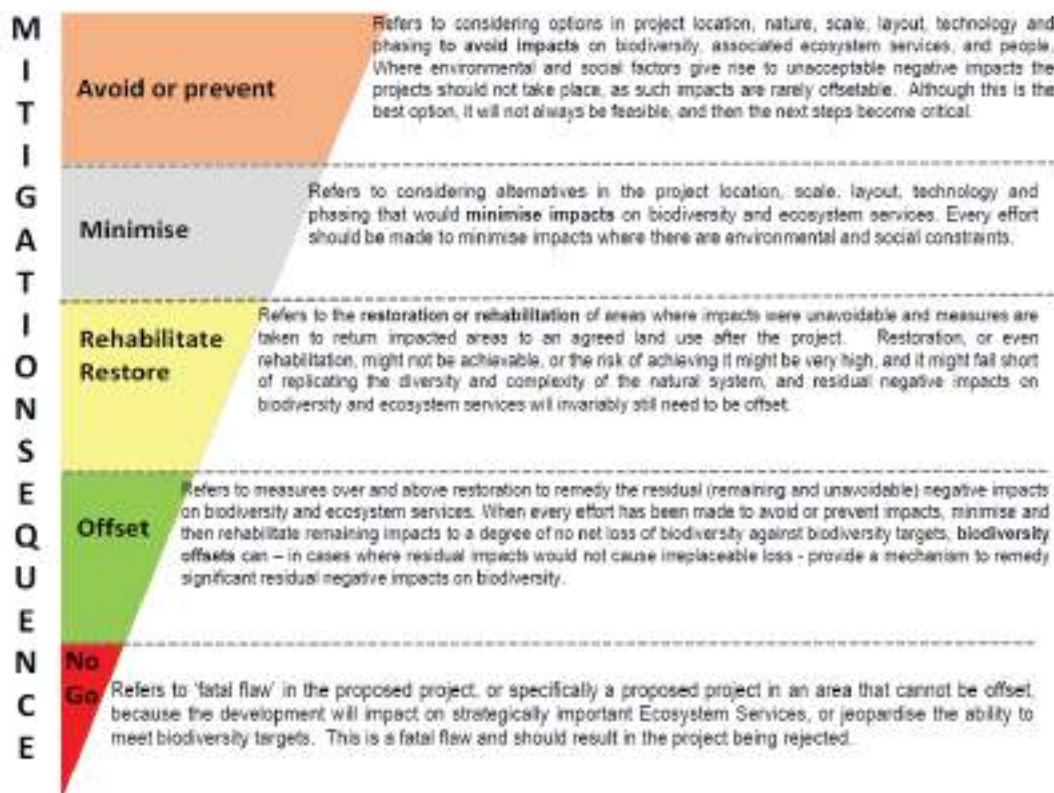 MITIGATION SEQUENCE
Avoid or prevent
Refers to considering options in project location, nature, scale, layout, technology and
phasing to avoid impacts on biodiversity, associated ecosystem services, and people.
Where environmental and social factors give rise to unacceptable negative impacts the
projects should not take place, as such impacts are rarely offsetable. Although this is the
best option, it will not always be feasible, and then the next steps become critical.
Minimise
Refers to considering alternatives in the project location, scale, layout, technology and
phasing that would minimise impacts on biodiversity and ecosystem services. Every effort
should be made to minimise impacts where there are environmental and social constraints.
Rehabilitate
Restore
Refers to the restoration or rehabilitation of areas where impacts were unavoidable and measures are
taken to return impacted areas to an agreed land use after the project. Restoration, or even
rehabilitation, might not be achievable, or the risk of achieving it might be very high, and it might fall short
of replicating the diversity and complexity of the natural system, and residual negative impacts on
biodiversity and ecosystem services will invariably still need to be offset.
Offset
Refers to measures over and above restoration to remedy the residual (remaining and unavoidable) negative impacts
on biodiversity and ecosystem services. When every effort has been made to avoid or prevent impacts, minimise and
then rehabilitate remaining impacts to a degree of no net loss of biodiversity against biodiversity targets, biodiversity
offsets can – in cases where residual impacts would not cause irreplaceable loss - provide a mechanism to remedy
significant residual negative impacts on biodiversity.
No
Go
Refers to 'fatal flaw' in the proposed project, or specifically a proposed project in an area that cannot be offset,
because the development will impact on strategically important Ecosystem Services, or jeopardise the ability to
meet biodiversity targets. This is a fatal flaw and should result in the project being rejected.